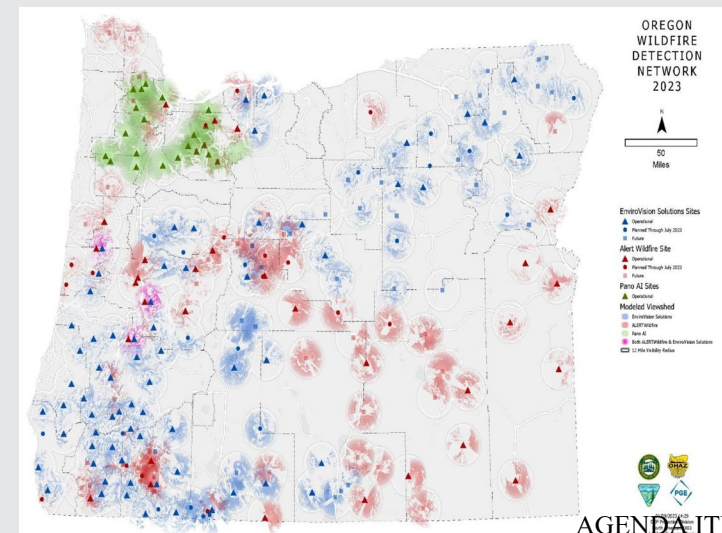 OREGON
WILDFIRE
DETECTION
NETWORK
2023
N
50
Miles
EnviroVision Solutions Sites
Operational
Planned Through July 2023
Future
Alert Wildfire Site
Operational
Planned Through July 2023
Future
Pano AI Sites
Operational
Modeled Viewshed
EnviroVision Solutions
ALERTWildfire
Pano AI
Both ALERTWildfire & EnviroVision Solutions
12 Mile Visibility Radius
OHAZ
PGE
AGENDA IT